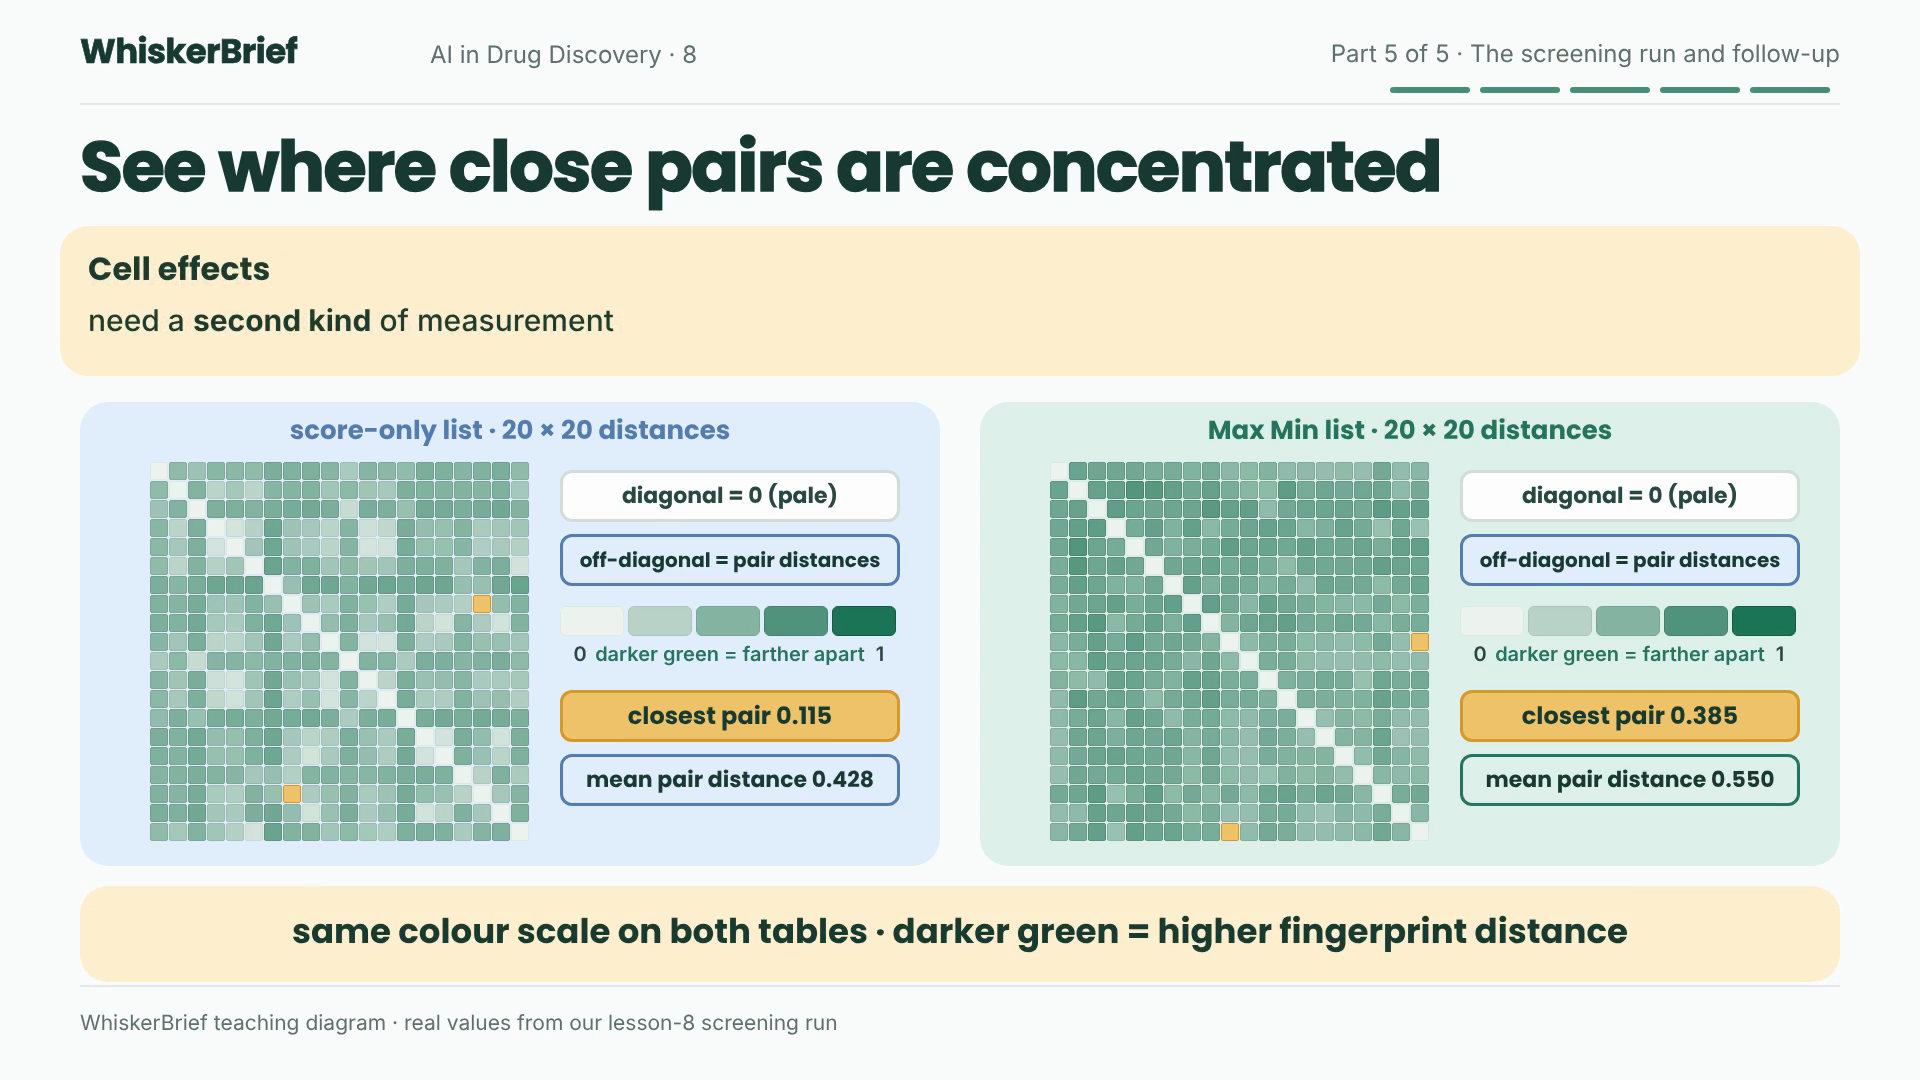 WhiskerBrief
AI in Drug Discovery · 8
Part 5 of 5 · The screening run and follow-up
See where close pairs are concentrated
Cell effects
need a second kind of measurement
score-only list · 20 × 20 distances
diagonal = 0 (pale)
off-diagonal = pair distances
0 darker green = farther apart 1
closest pair 0.115
mean pair distance 0.428
Max Min list · 20 × 20 distances
diagonal = 0 (pale)
off-diagonal = pair distances
0 darker green = farther apart 1
closest pair 0.385
mean pair distance 0.550
same colour scale on both tables · darker green = higher fingerprint distance
WhiskerBrief teaching diagram · real values from our lesson-8 screening run